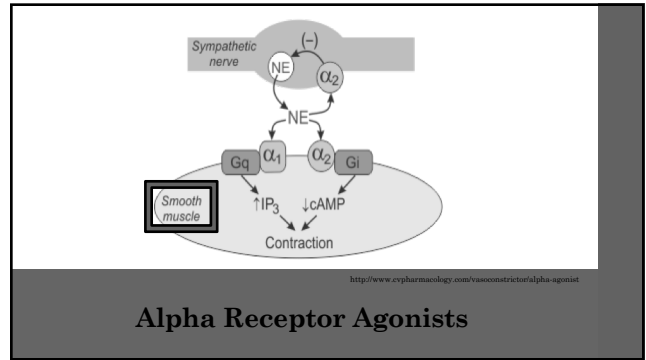 Sympathetic
nerve
(-)
NE
α2
NE
Gq
α1
α2
Gi
Smooth
muscle
↑IP3
↓cAMP
Contraction
http://www.cvpharmacology.com/vasoconstrictor/alpha-agonist
Alpha Receptor Agonists